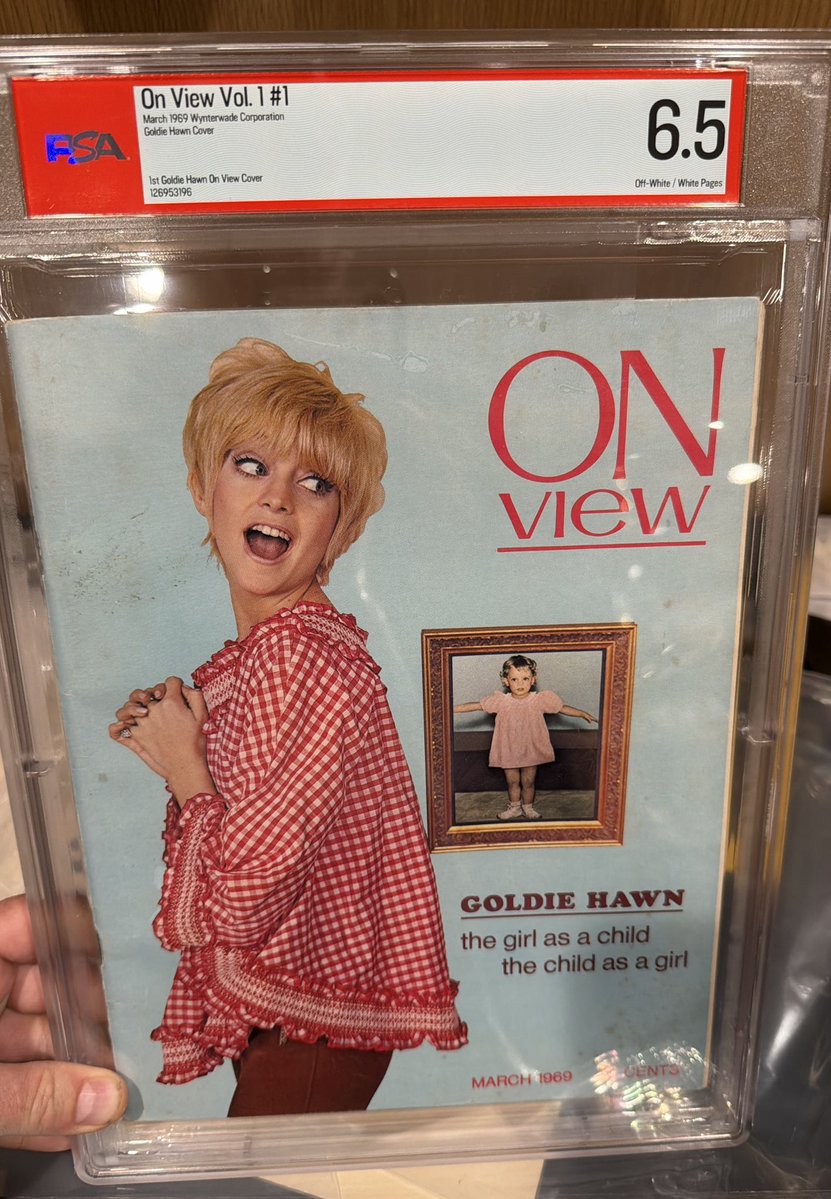 PSA
On View Vol. 1 #1
March 1969 Wynterwade Corporation
Goldie Hawn Cover
1st Goldie Hawn On View Cover
126953196
6.5
Off-White / White Pages
ON
VIEW
GOLDIE HAWN
the girl as a child
the child as a girl
MARCH 1969 CENTS